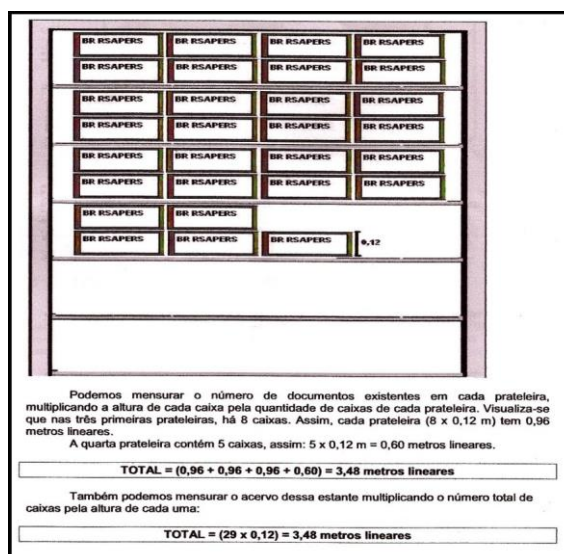 BR RSAPERS BR RSAPERS BR RSAPERS BR RSAPERS
BR RSAPERS BR RSAPERS BR RSAPERS BR RSAPERS
BR RSAPERS BR RSAPERS BR RSAPERS BR RSAPERS
BR RSAPERS BR RSAPERS BR RSAPERS BR RSAPERS
BR RSAPERS BR RSAPERS BR RSAPERS BR RSAPERS
BR RSAPERS BR RSAPERS BR RSAPERS BR RSAPERS
BR RSAPERS BR RSAPERS
BR RSAPERS BR RSAPERS BR RSAPERS 0,12
Podemos mensurar o número de documentos existentes em cada prateleira,
multiplicando a altura de cada caixa pela quantidade de caixas de cada prateleira. Visualiza-se
que nas três primeiras prateleiras, há 8 caixas. Assim, cada prateleira (8 x 0,12 m) tem 0,96
metros lineares.
A quarta prateleira contém 5 caixas, assim: 5 x 0,12 m = 0,60 metros lineares.
TOTAL = (0,96 + 0,96 + 0,96 + 0,60) = 3,48 metros lineares
Também podemos mensurar o acervo dessa estante multiplicando o número total de
caixas pela altura de cada uma:
TOTAL = (29 x 0,12) = 3,48 metros lineares